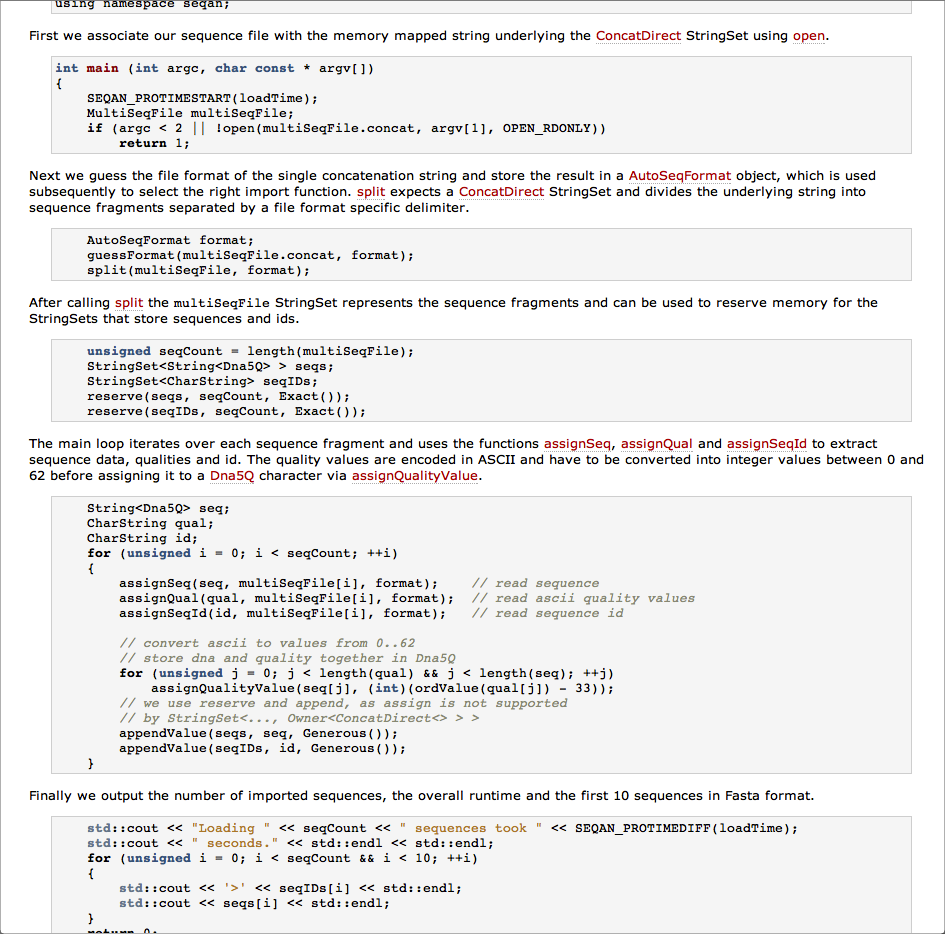 using namespace seqan;
First we associate our sequence file with the memory mapped string underlying the ConcatDirect StringSet using open.
int main (int argc, char const * argv[])
{
    SEQAN_PROTIMESTART(loadTime);
    MultiSeqFile multiSeqFile;
    if (argc < 2 || !open(multiSeqFile.concat, argv[1], OPEN_RDONLY))
        return 1;
Next we guess the file format of the single concatenation string and store the result in a AutoSeqFormat object, which is used
subsequently to select the right import function. split expects a ConcatDirect StringSet and divides the underlying string into
sequence fragments separated by a file format specific delimiter.
    AutoSeqFormat format;
    guessFormat(multiSeqFile.concat, format);
    split(multiSeqFile, format);
After calling split the multiSeqFile StringSet represents the sequence fragments and can be used to reserve memory for the
StringSets that store sequences and ids.
    unsigned seqCount = length(multiSeqFile);
    StringSet<String<Dna5Q> > seqs;
    StringSet<CharString> seqIDs;
    reserve(seqs, seqCount, Exact());
    reserve(seqIDs, seqCount, Exact());
The main loop iterates over each sequence fragment and uses the functions assignSeq, assignQual and assignSeqId to extract
sequence data, qualities and id. The quality values are encoded in ASCII and have to be converted into integer values between 0 and
62 before assigning it to a Dna5Q character via assignQualityValue.
    String<Dna5Q> seq;
    CharString qual;
    CharString id;
    for (unsigned i = 0; i < seqCount; ++i)
    {
        assignSeq(seq, multiSeqFile[i], format);    // read sequence
        assignQual(qual, multiSeqFile[i], format);  // read ascii quality values
        assignSeqId(id, multiSeqFile[i], format);   // read sequence id
        // convert ascii to values from 0..62
        // store dna and quality together in Dna5Q
        for (unsigned j = 0; j < length(qual) && j < length(seq); ++j)
            assignQualityValue(seq[j], (int)(ordValue(qual[j]) - 33));
        // we use reserve and append, as assign is not supported
        // by StringSet<..., Owner<ConcatDirect<> > >
        appendValue(seqs, seq, Generous());
        appendValue(seqIDs, id, Generous());
    }
Finally we output the number of imported sequences, the overall runtime and the first 10 sequences in Fasta format.
    std::cout << "Loading " << seqCount << " sequences took " << SEQAN_PROTIMEDIFF(loadTime);
    std::cout << " seconds." << std::endl << std::endl;
    for (unsigned i = 0; i < seqCount && i < 10; ++i)
    {
        std::cout << '>' << seqIDs[i] << std::endl;
        std::cout << seqs[i] << std::endl;
    }
    return 0;